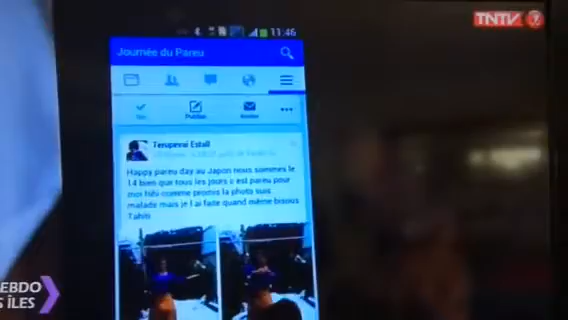 TNTV
11:46
Journée du Pareu
Publier
Terupevai Estall
Happy pareu day au Japon nous sommes le
14 bien que tous les jours c est pareu pour
moi hihi comme promis la photo suis
malade mais je l ai faite quand même bisous
Tahiti
HEBDO
S ÎLES